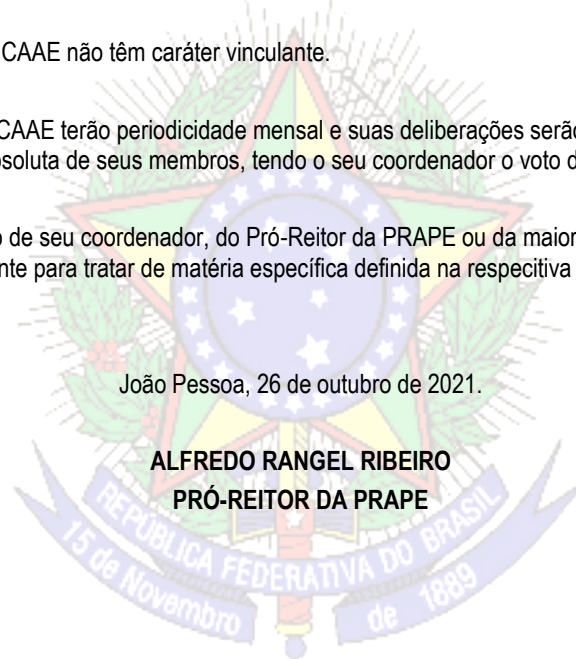 CAAE não têm caráter vinculante.
CAAE terão periodicidade mensal e suas deliberações serão
bsoluta de seus membros, tendo o seu coordenador o voto d
o de seu coordenador, do Pró-Reitor da PRAPE ou da maior
nte para tratar de matéria específica definida na respecitiva
João Pessoa, 26 de outubro de 2021.
ALFREDO RANGEL RIBEIRO
PRÓ-REITOR DA PRAPE
REPÚBLICA FEDERATIVA DO BRASIL
15 de Novembro de 1889